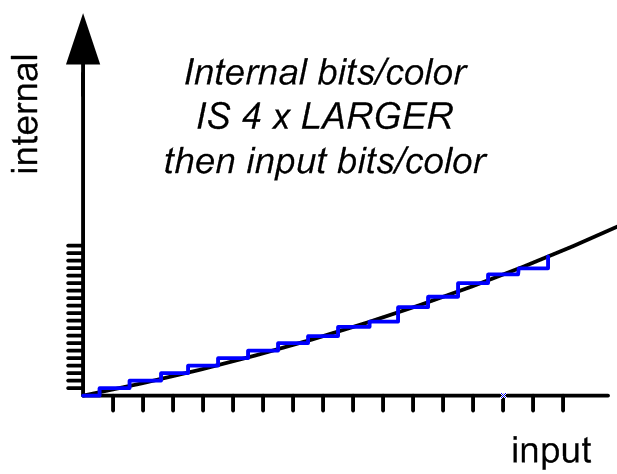 Internal bits/color
IS 4 x LARGER
then input bits/color
internal
input